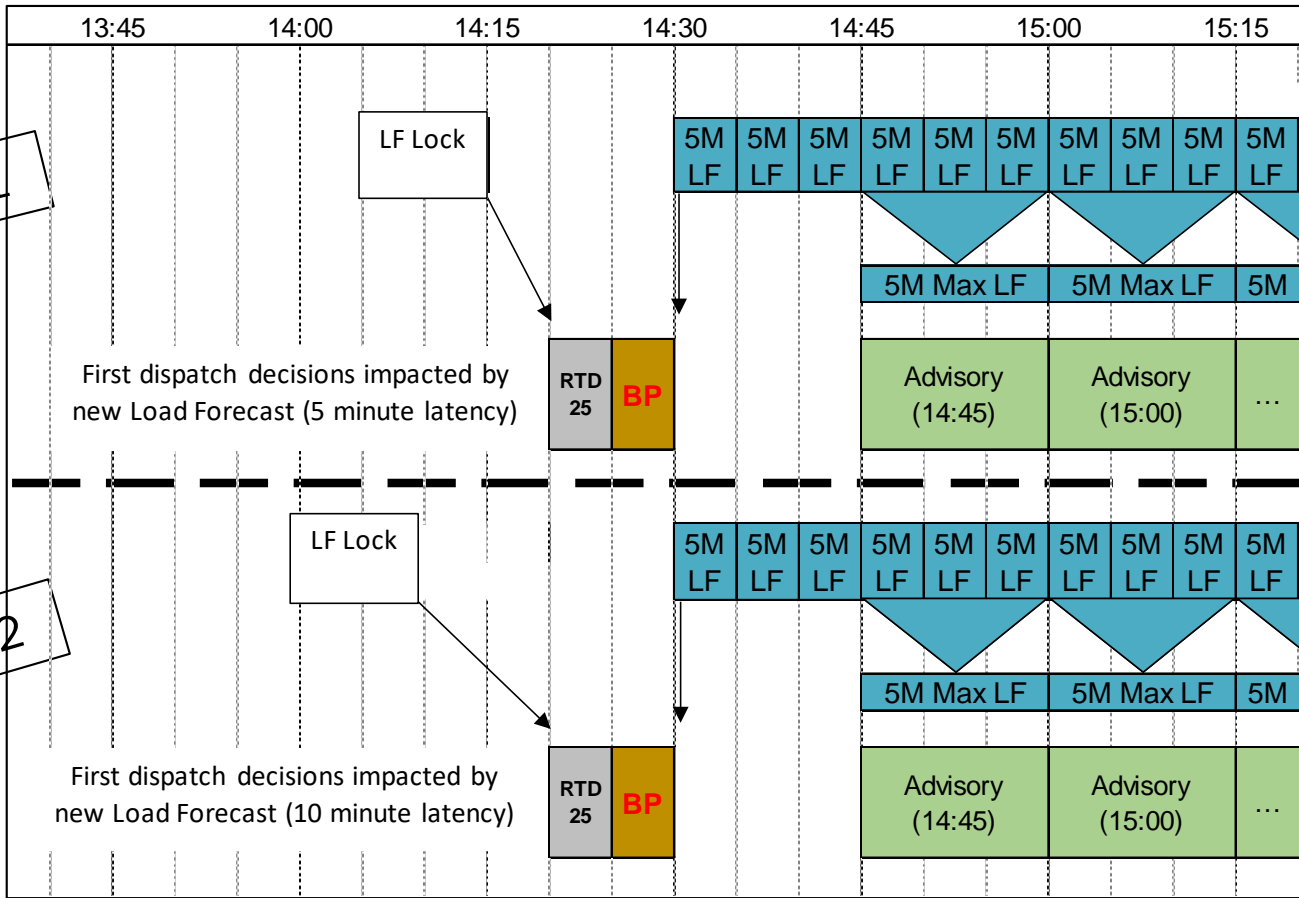 13:45 14:00 14:15 14:30 14:45 15:00 15:15
LF Lock
5M 5M 5M 5M 5M 5M 5M 5M 5M 5M
LF LF LF LF LF LF LF LF LF LF
5M Max LF 5M Max LF 5M
First dispatch decisions impacted by
new Load Forecast (5 minute latency)
RTD
25
BP
Advisory
(14:45)
Advisory
(15:00)
…
LF Lock
5M 5M 5M 5M 5M 5M 5M 5M 5M 5M
LF LF LF LF LF LF LF LF LF LF
2
5M Max LF 5M Max LF 5M
First dispatch decisions impacted by
new Load Forecast (10 minute latency)
RTD
25
BP
Advisory
(14:45)
Advisory
(15:00)
…